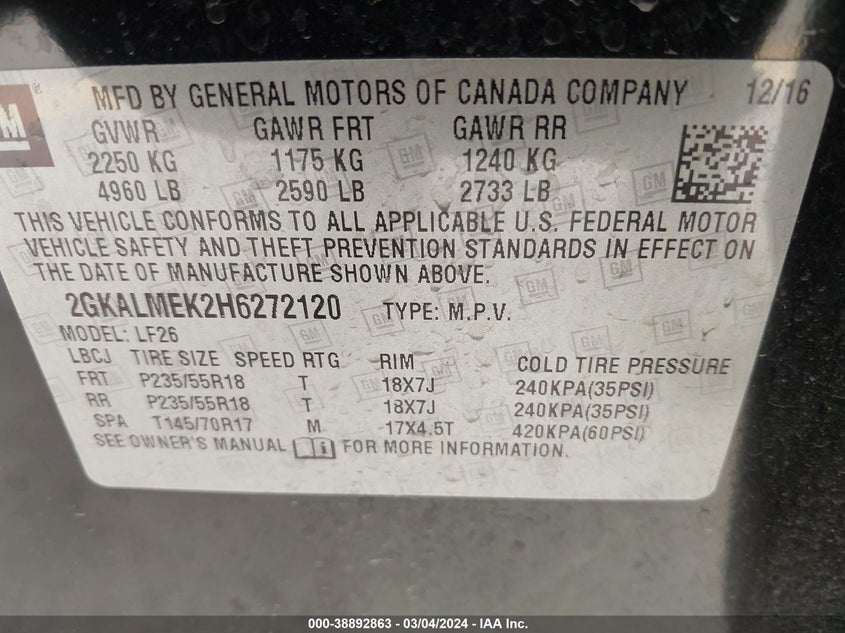 MFD BY GENERAL MOTORS OF CANADA COMPANY 12/16
GVWR GAWR FRT GAWR RR
2250 KG 1175 KG 1240 KG
4960 LB 2590 LB 2733 LB
THIS VEHICLE CONFORMS TO ALL APPLICABLE U.S. FEDERAL MOTOR
VEHICLE SAFETY AND THEFT PREVENTION STANDARDS IN EFFECT ON
THE DATE OF MANUFACTURE SHOWN ABOVE.
2GKALMEK2H6272120 TYPE: M.P.V.
MODEL: LF26
LBCJ TIRE SIZE SPEED RTG RIM COLD TIRE PRESSURE
FRT P235/55R18 T 18X7J 240KPA(35PSI)
RR P235/55R18 T 18X7J 240KPA(35PSI)
SPA T145/70R17 M -17X4.5T 420KPA(60PSI)
SEE OWNER'S MANUAL FOR MORE INFORMATION.
000-38892863 - 03/04/2024 - IAA Inc.